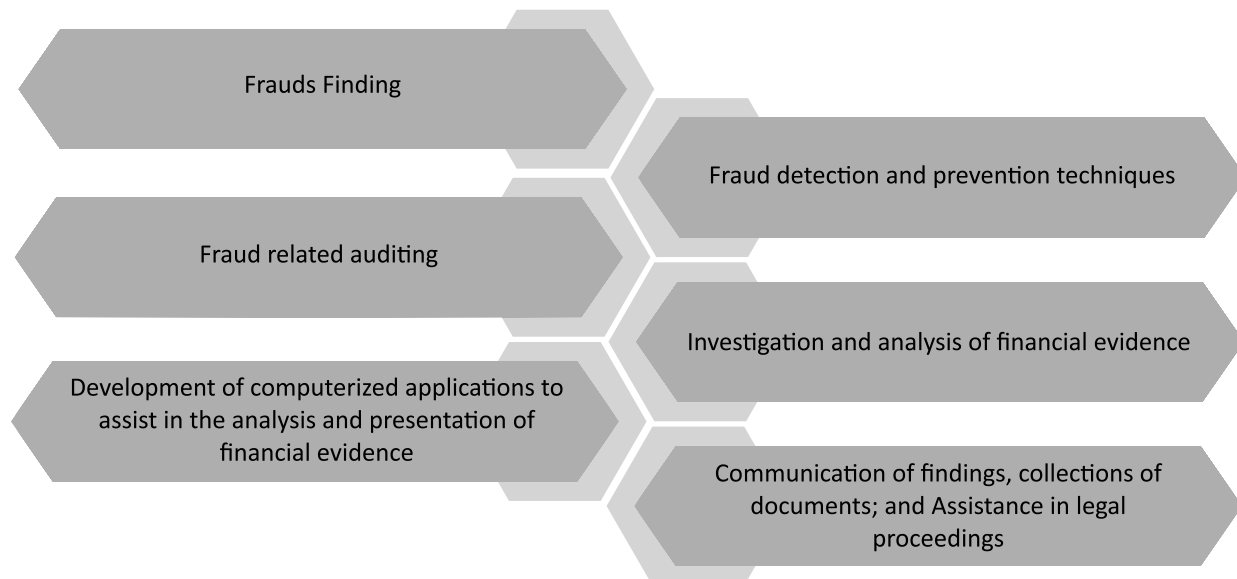 Frauds Finding
Fraud detection and prevention techniques
Fraud related auditing
Investigation and analysis of financial evidence
Development of computerized applications to
assist in the analysis and presentation of
financial evidence
Communication of findings, collections of
documents; and Assistance in legal
proceedings